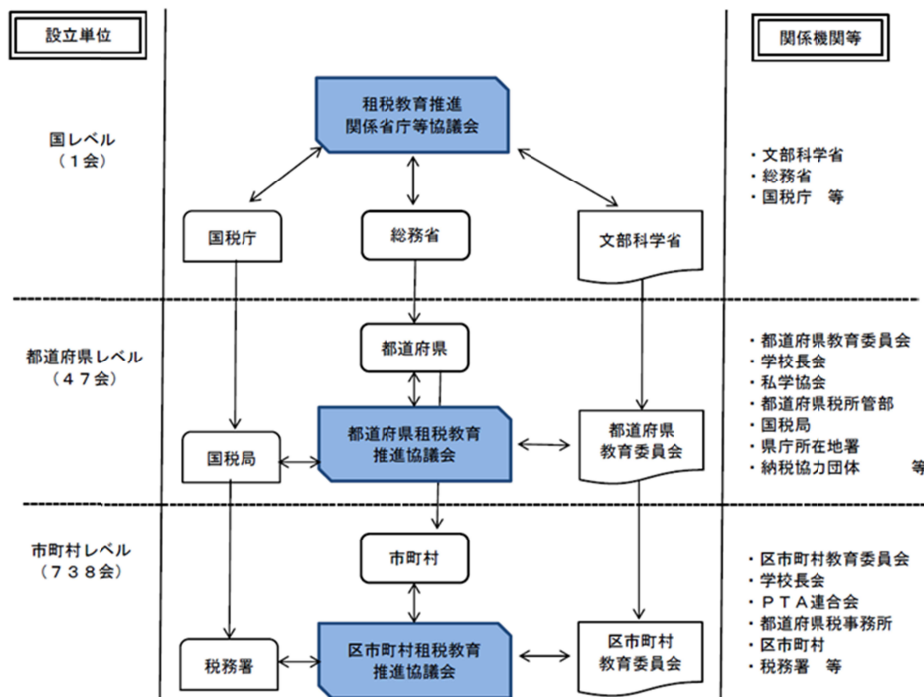 設立単位
関係機関等
国レベル
(1会)
租税教育推進
関係省庁等協議会
国税庁
総務省
文部科学省
・文部科学省
・総務省
・国税庁 等
都道府県レベル
(47会)
都道府県
国税局
都道府県租税教育
推進協議会
都道府県
教育委員会
・都道府県教育委員会
・学校長会
・私学協会
・都道府県税所管部
・国税局
・県庁所在地署
・納税協力団体 等
市町村レベル
(738会)
市町村
税務署
区市町村租税教育
推進協議会
区市町村
教育委員会
・区市町村教育委員会
・学校長会
・PTA連合会
・都道府県税事務所
・区市町村
・税務署 等